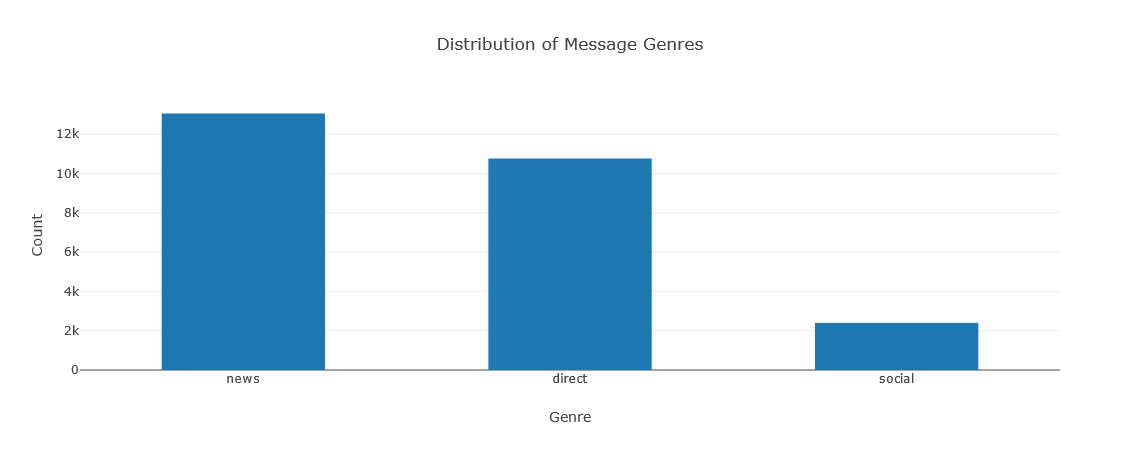 Distribution of Message Genres
12k
10k
8k
6k
4k
2k
0
Count
news
direct
social
Genre